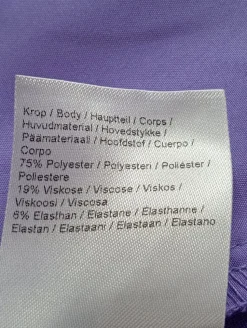 Krop / Body / Hauptteil / Corps /
Huvudmaterial / Hovedstykke /
Päämateriaali / Hoofdstof / Cuerpo /
Corpo
75% Polyester / Polyesteri / Poliéster /
Poliestere
19% Viskose / Viscose / Viskos /
Viskoosi / Viscosa
6% Elasthan / Elastane / Elasthanne /
Elastan / Elastaani / Elastaan / Elastano